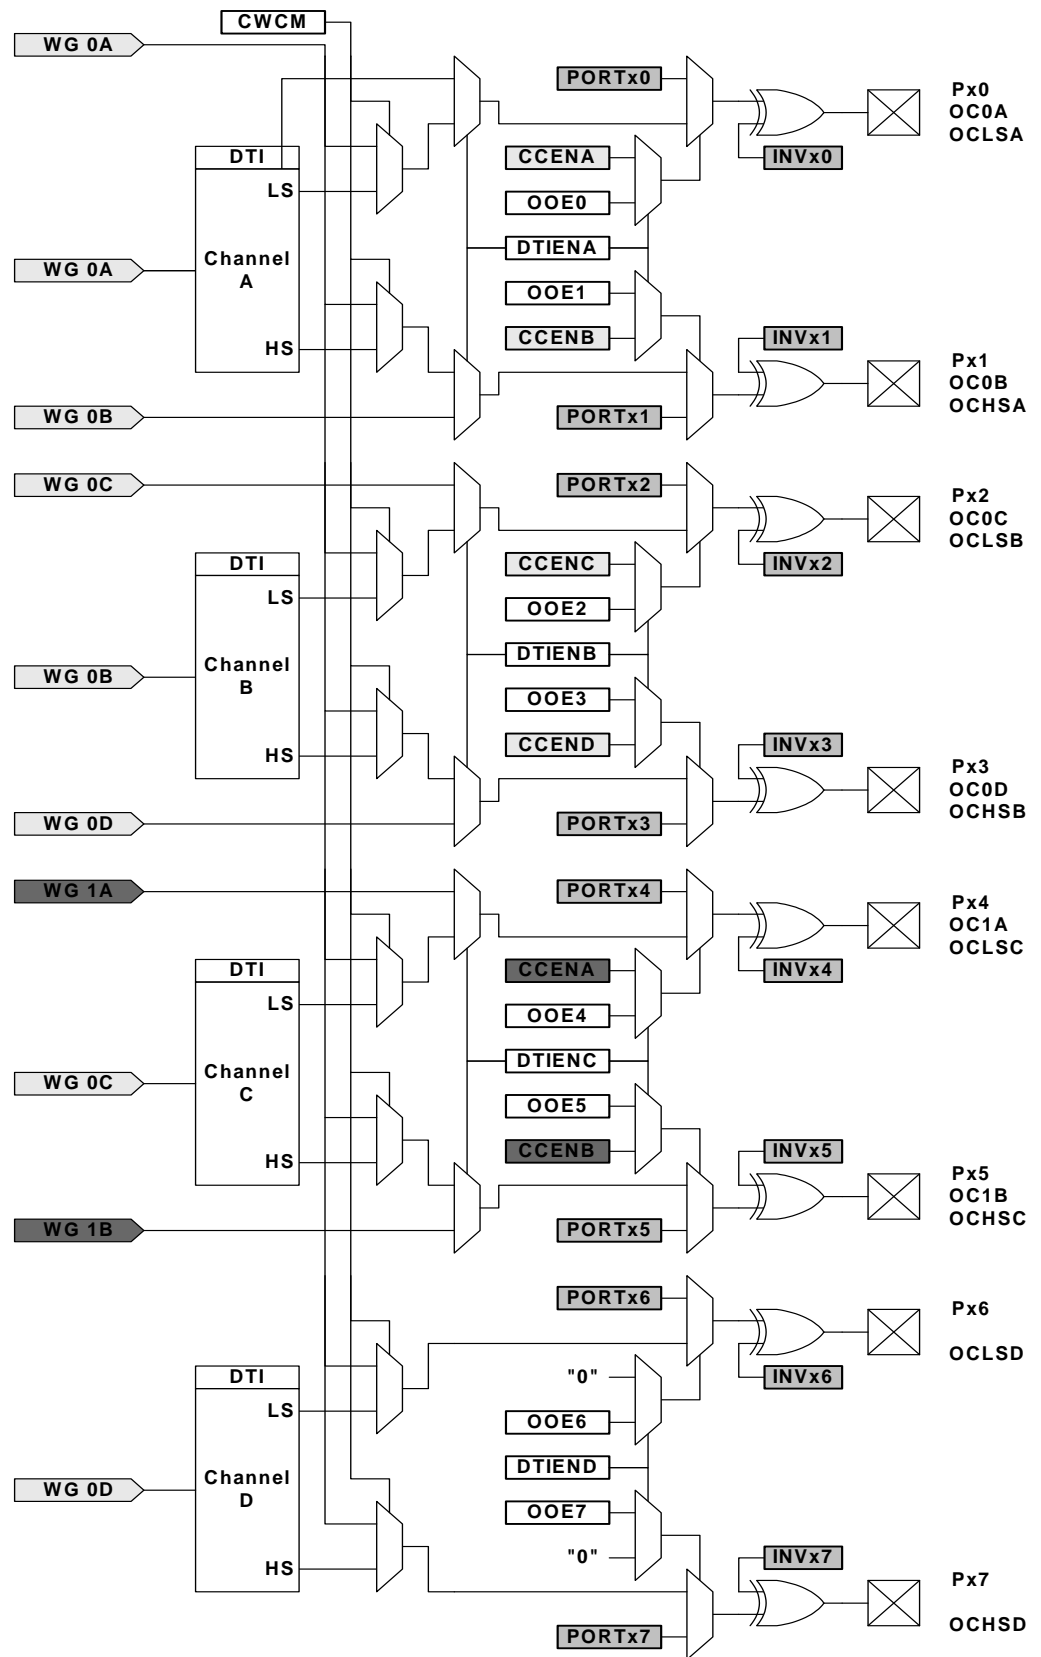 CWCM
WG 0A
PORTx0
Px0
OC0A
OCLSA
DTI
CCENA
INVx0
LS
OOE0
Channel
A
WG 0A
DTIENA
OOE1
HS
CCENB
INVx1
Px1
OC0B
OCHSA
WG 0B
PORTx1
WG 0C
PORTx2
Px2
OC0C
OCLSB
DTI
CCENC
INVx2
LS
OOE2
Channel
B
WG 0B
DTIENB
OOE3
HS
CCEND
INVx3
Px3
OC0D
OCHSB
WG 0D
PORTx3
WG 1A
PORTx4
Px4
OC1A
OCLSC
DTI
CCENA
INVx4
LS
OOE4
Channel
C
WG 0C
DTIENC
OOE5
HS
CCENB
INVx5
Px5
OC1B
OCHSC
WG 1B
PORTx5
PORTx6
Px6
OCLSD
DTI
"0"
INVx6
LS
OOE6
Channel
D
WG 0D
DTIEND
OOE7
HS
"0"
INVx7
Px7
OCHSD
PORTx7